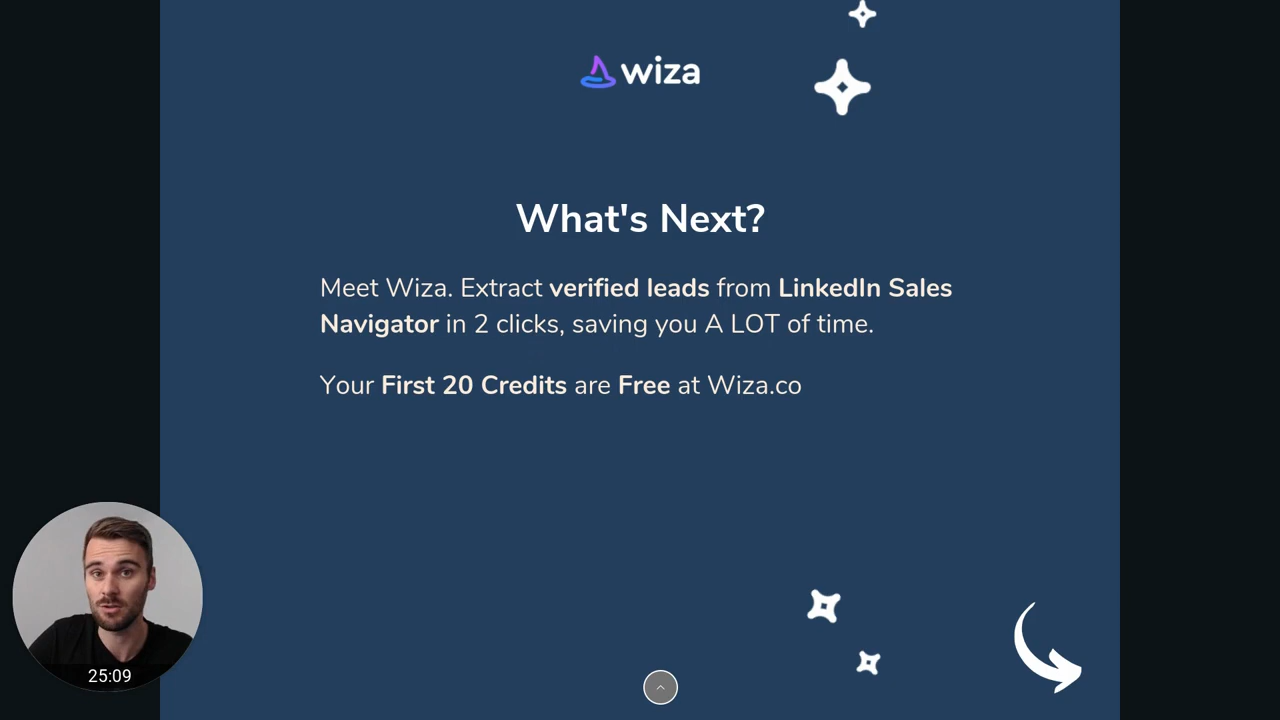 wiza
What's Next?
Meet Wiza. Extract verified leads from LinkedIn Sales
Navigator in 2 clicks, saving you A LOT of time.
Your First 20 Credits are Free at Wiza.co
25:09